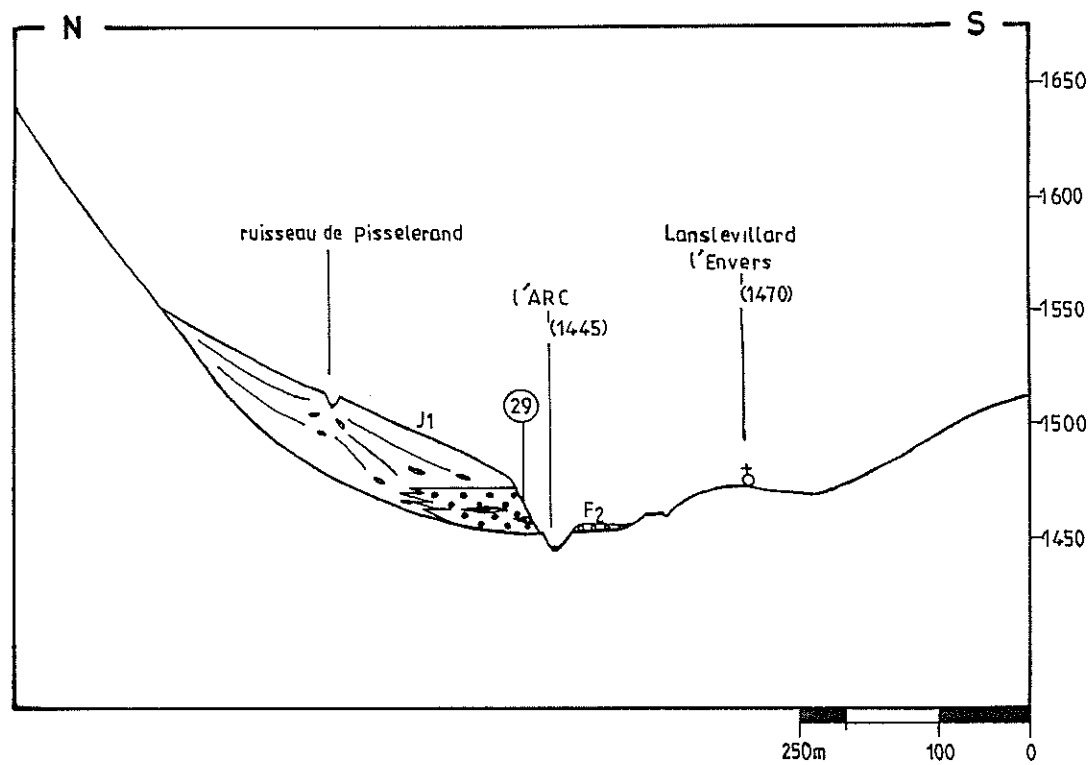 N
S
1650
1600
ruisseau de Pisselerand
Lanslevillard
l'Envers
(1470)
l'ARC
(1445)
1550
29
J1
1500
F2
1450
250m
100
0